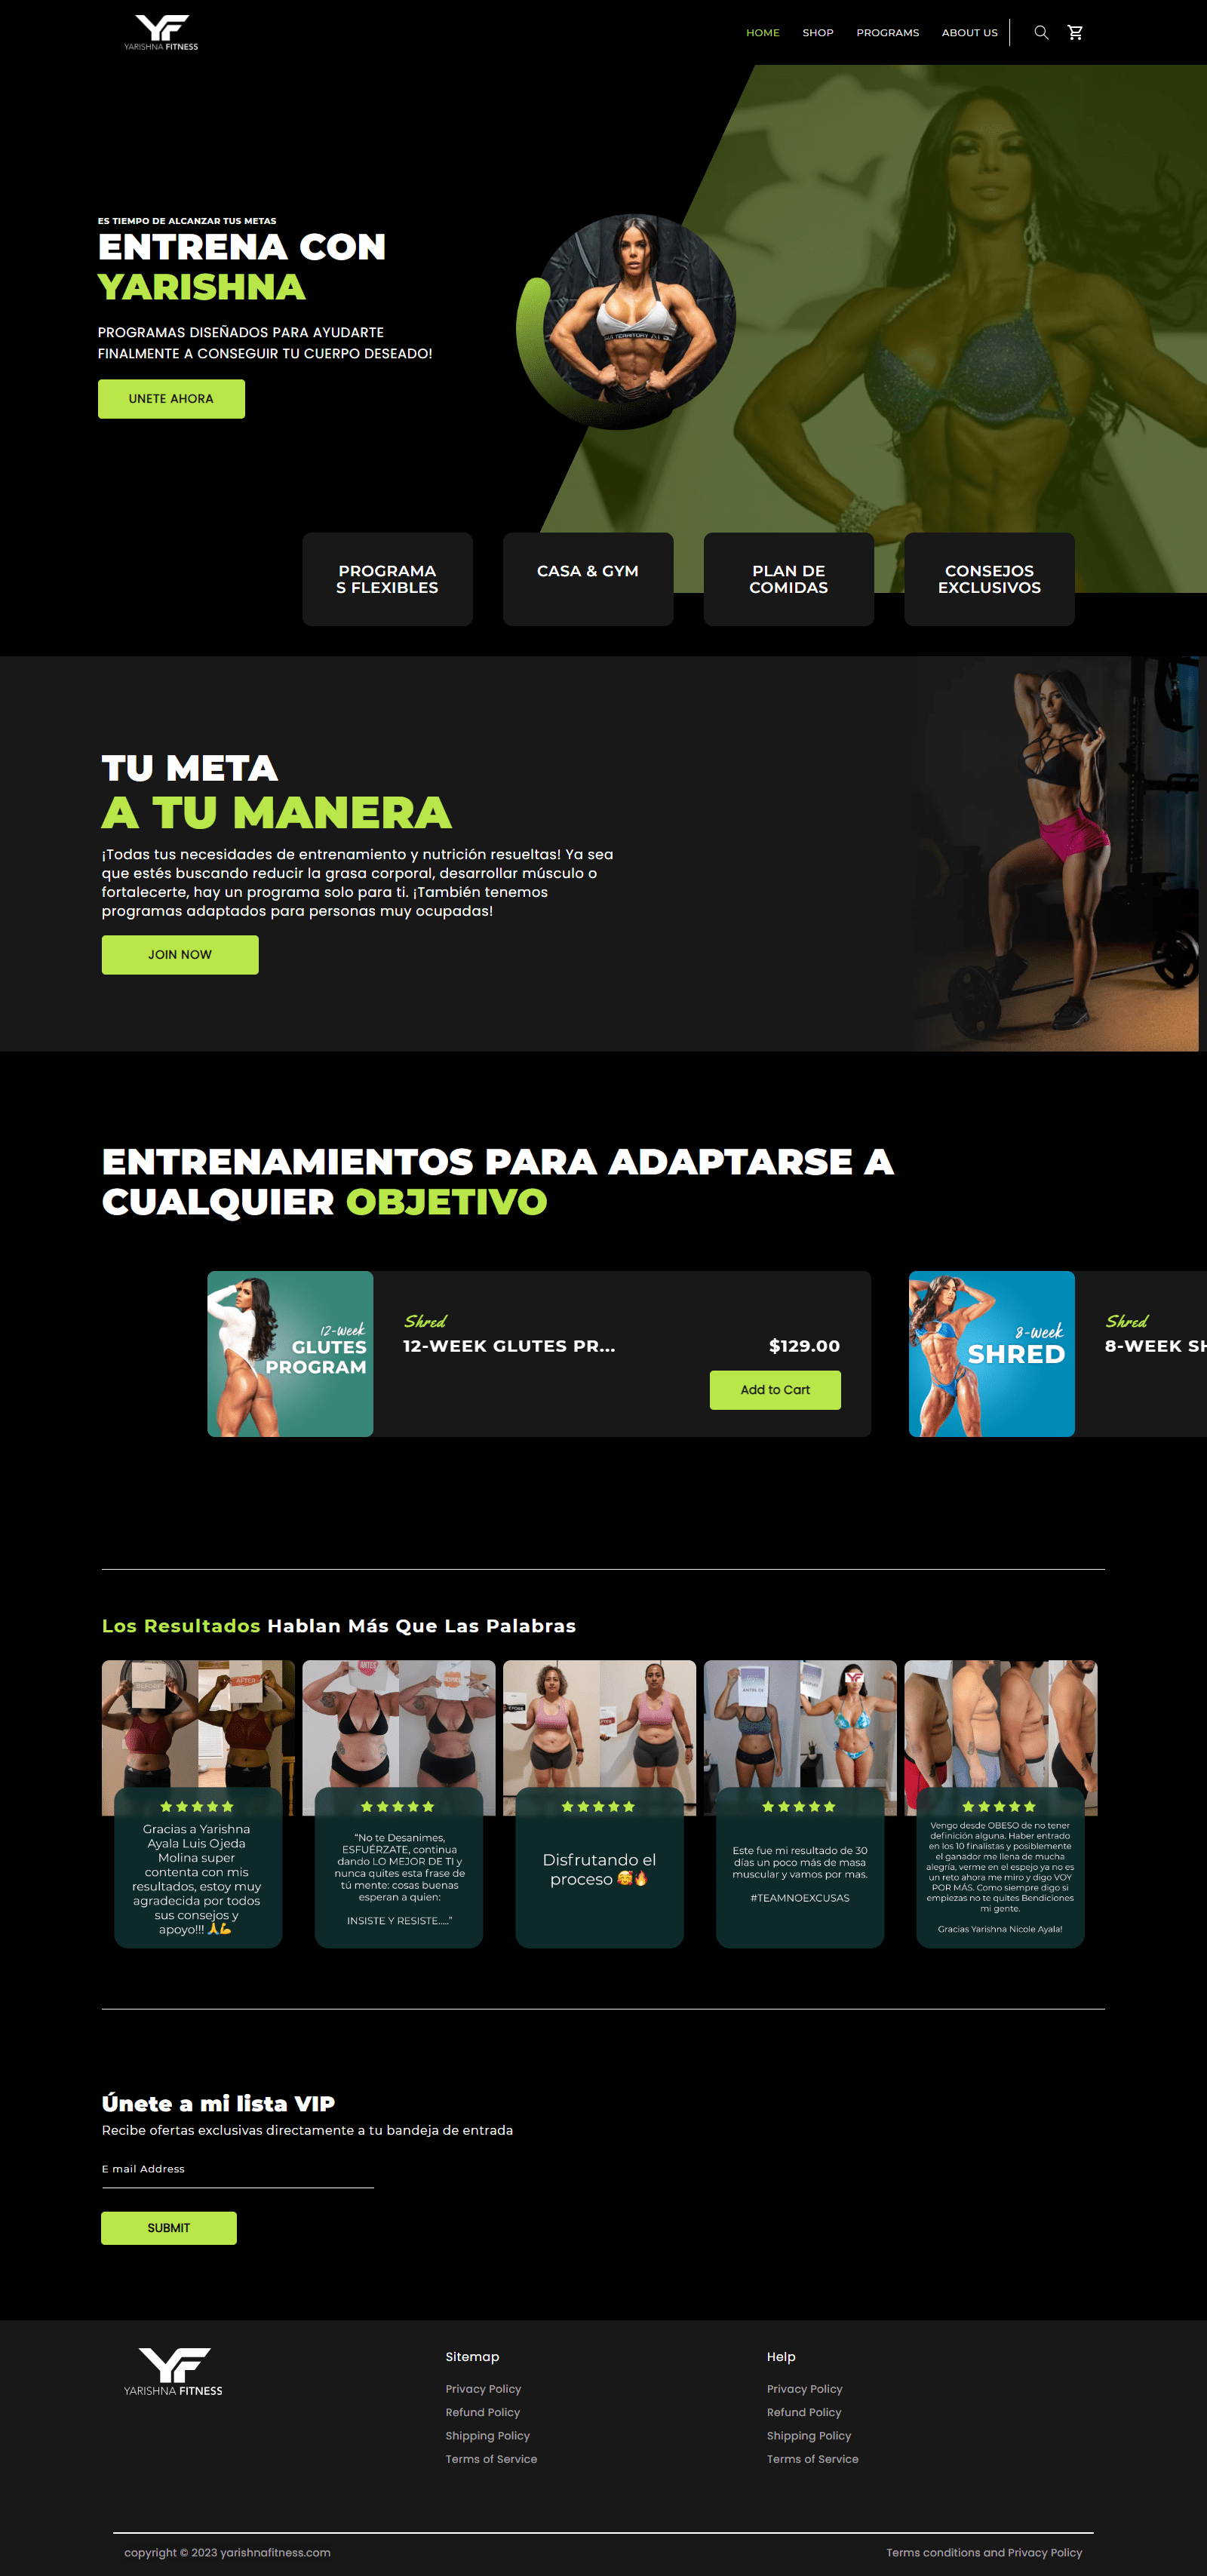 YARISHNA FITNESS
HOME SHOP PROGRAMS ABOUT US
ES TIEMPO DE ALCANZAR TUS METAS
ENTRENA CON
YARISHNA
PROGRAMAS DISEÑADOS PARA AYUDARTE
FINALMENTE A CONSEGUIR TU CUERPO DESEADO!
UNETE AHORA
PROGRAMA
S FLEXIBLES
CASA & GYM
PLAN DE
COMIDAS
CONSEJOS
EXCLUSIVOS
TU META
A TU MANERA
¡Todas tus necesidades de entrenamiento y nutrición resueltas! Ya sea
que estés buscando reducir la grasa corporal, desarrollar músculo o
fortalecerte, hay un programa solo para ti. ¡También tenemos
programas adaptados para personas muy ocupadas!
JOIN NOW
ENTRENAMIENTOS PARA ADAPTARSE A
CUALQUIER OBJETIVO
12-week
GLUTES
PROGRAM
Shred
12-WEEK GLUTES PR...
$129.00
Add to Cart
8-week
SHRED
Shred
8-WEEK SH
Los Resultados Hablan Más Que Las Palabras
BEFORE
AFTER
ANTES
Gracias a Yarishna
Ayala Luis Ojeda
Molina super
contenta con mis
resultados, estoy muy
agradecida por todos
sus consejos y
apoyo!!! 🙏💪
“No te Desanimes,
ESFUÉRZATE, continua
dando LO MEJOR DE TI y
nunca quites esta frase de
tú mente: cosas buenas
esperan a quien:
INSISTE Y RESISTE.....”
Disfrutando el
proceso 🥰🔥
Este fue mi resultado de 30
días un poco más de masa
muscular y vamos por mas.
#TEAMNOEXCUSAS
Vengo desde OBESO de no tener
definición alguna. Haber entrado
en los 10 finalistas y posiblemente
el ganador me llena de mucha
alegría, verme en el espejo ya no es
un reto ahora me miro y digo VOY
POR MÁS. Como siempre digo si
empiezas no te quites Bendiciones
mi gente.
Gracias Yarishna Nicole Ayala!
Únete a mi lista VIP
Recibe ofertas exclusivas directamente a tu bandeja de entrada
E mail Address
SUBMIT
YARISHNA FITNESS
Sitemap
Privacy Policy
Refund Policy
Shipping Policy
Terms of Service
Help
Privacy Policy
Refund Policy
Shipping Policy
Terms of Service
copyright © 2023 yarishnafitness.com
Terms conditions and Privacy Policy